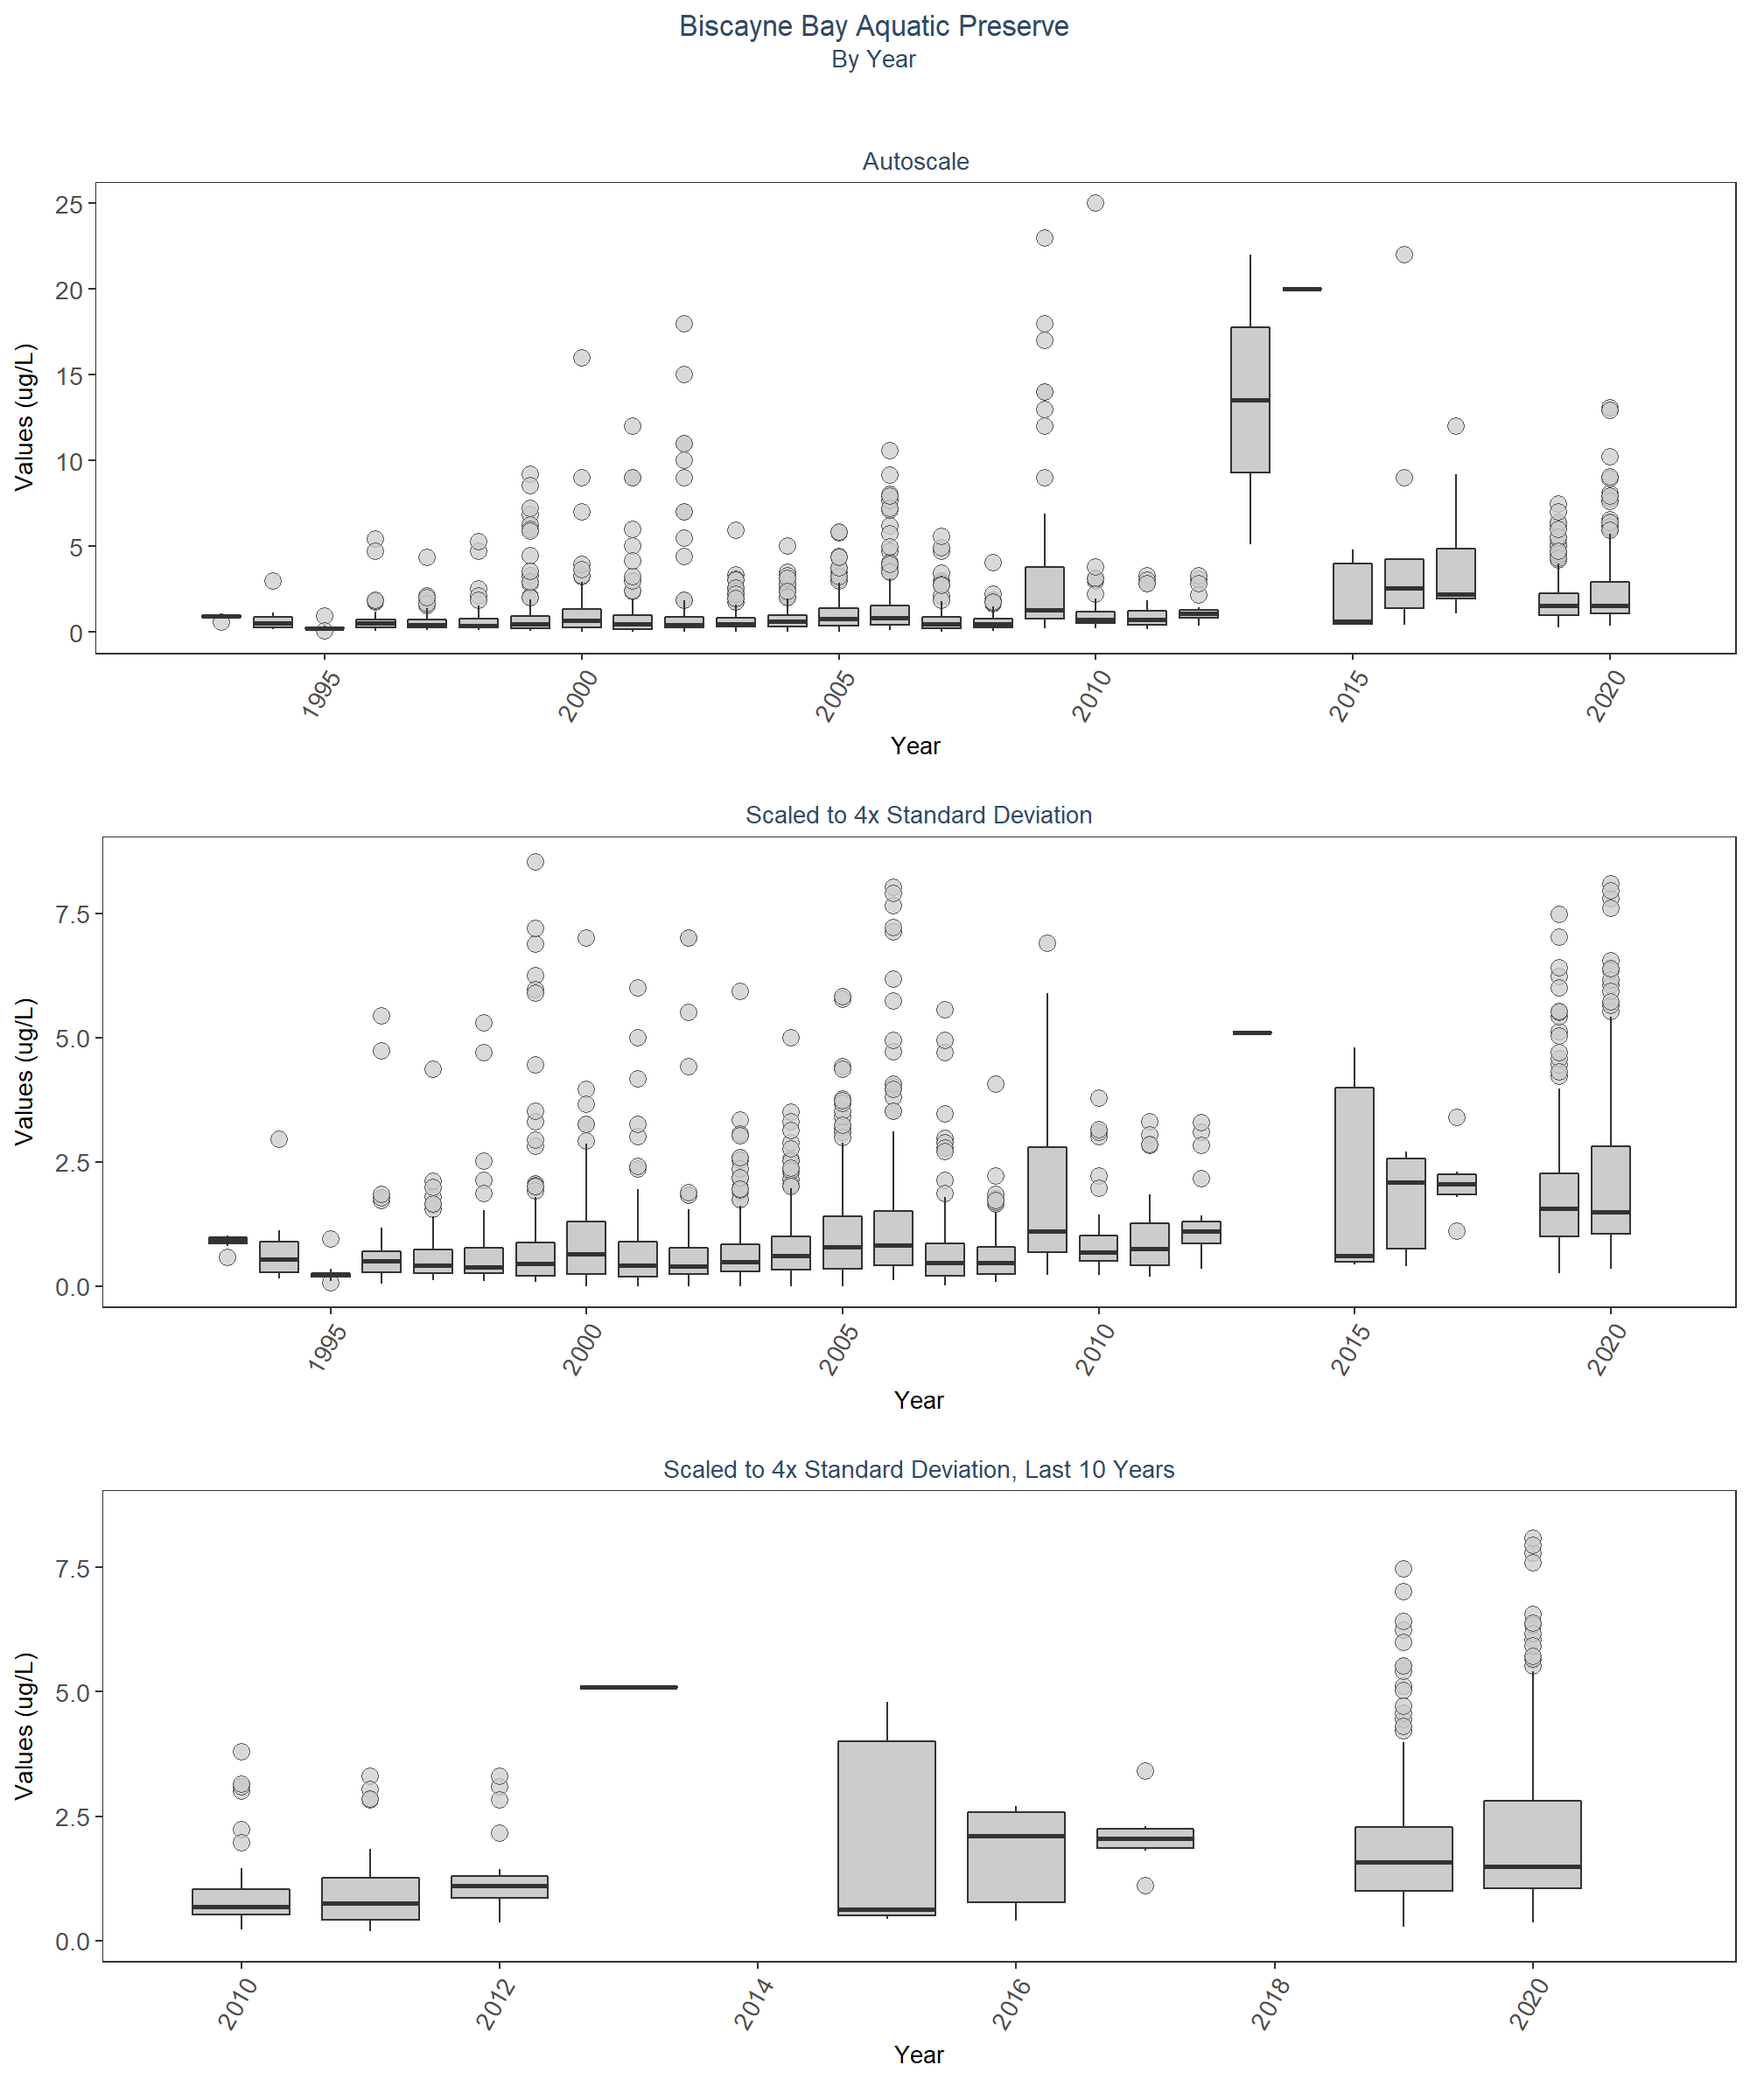 Biscayne Bay Aquatic Preserve
By Year
Autoscale
Values (ug/L)
25
20
15
10
5
0
1995 2000 2005 2010 2015 2020
Year
Scaled to 4x Standard Deviation
Values (ug/L)
7.5
5.0
2.5
0.0
1995 2000 2005 2010 2015 2020
Year
Scaled to 4x Standard Deviation, Last 10 Years
Values (ug/L)
7.5
5.0
2.5
0.0
2010 2012 2014 2016 2018 2020
Year